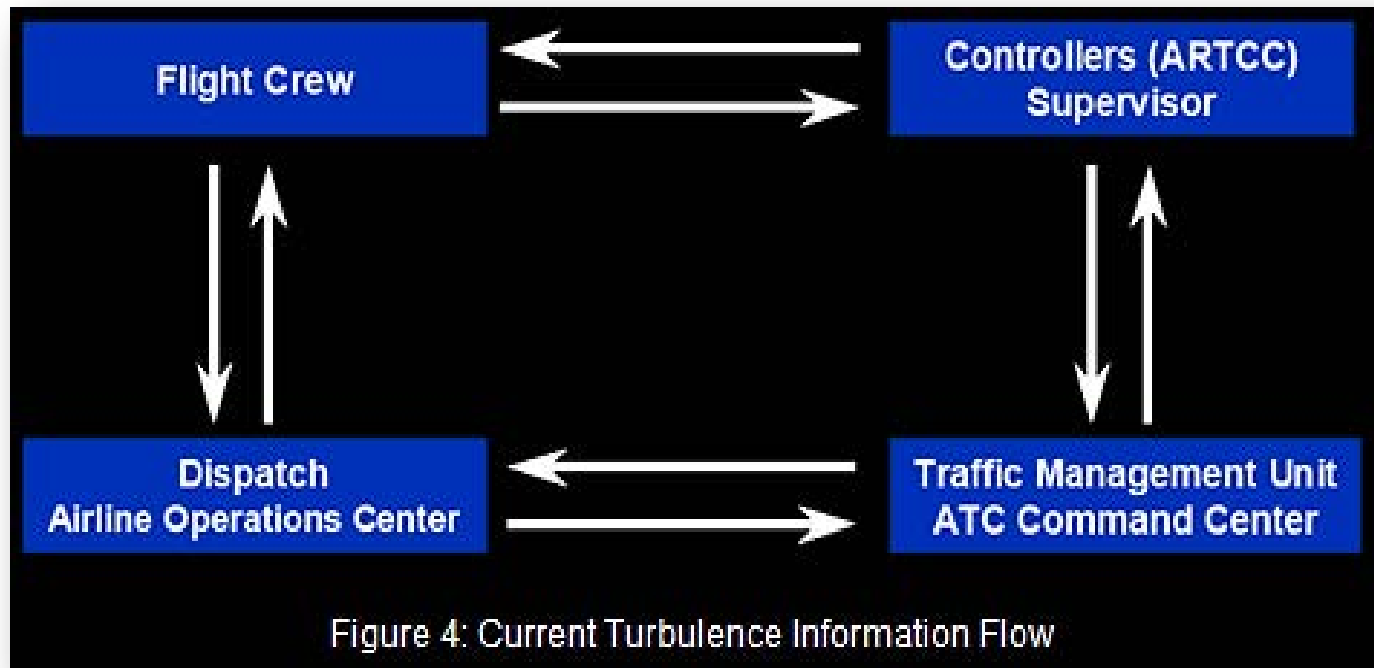 Flight Crew
Controllers (ARTCC)
Supervisor
Dispatch
Airline Operations Center
Traffic Management Unit
ATC Command Center
Figure 4: Current Turbulence Information Flow